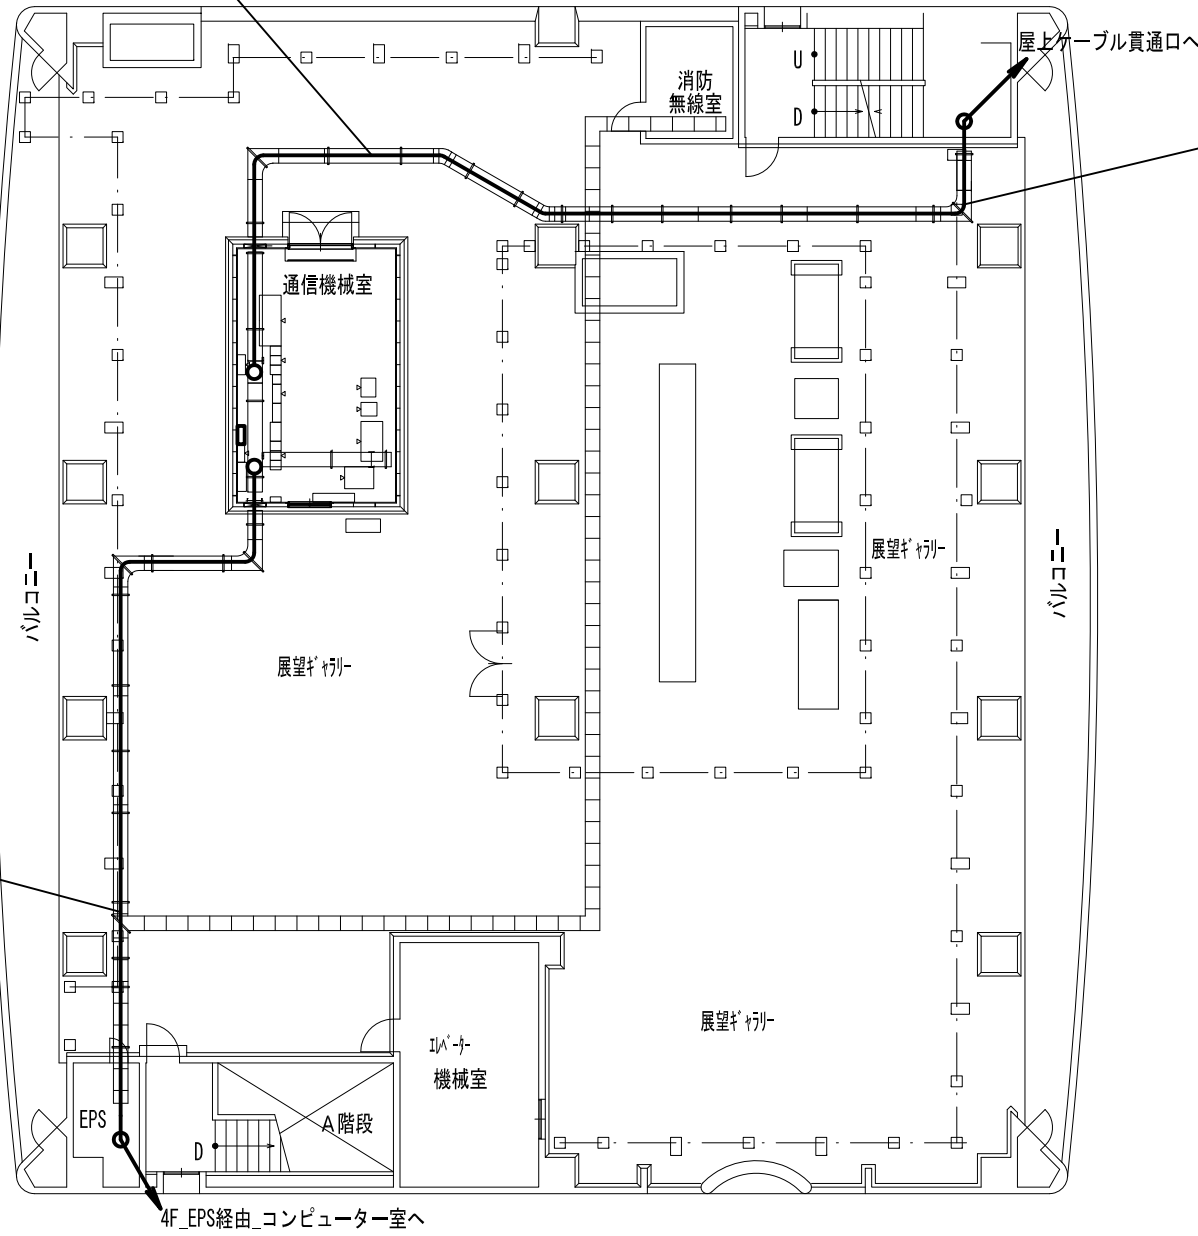 屋上ケーブル貫通口へ
消防
無線室
U
D
通信機械室
展望ギャラリー
バルコニー
バルコニー
展望ギャラリー
展望ギャラリー
エレベーター
機械室
EPS
A階段
D
4F_EPS経由_コンピューター室へ